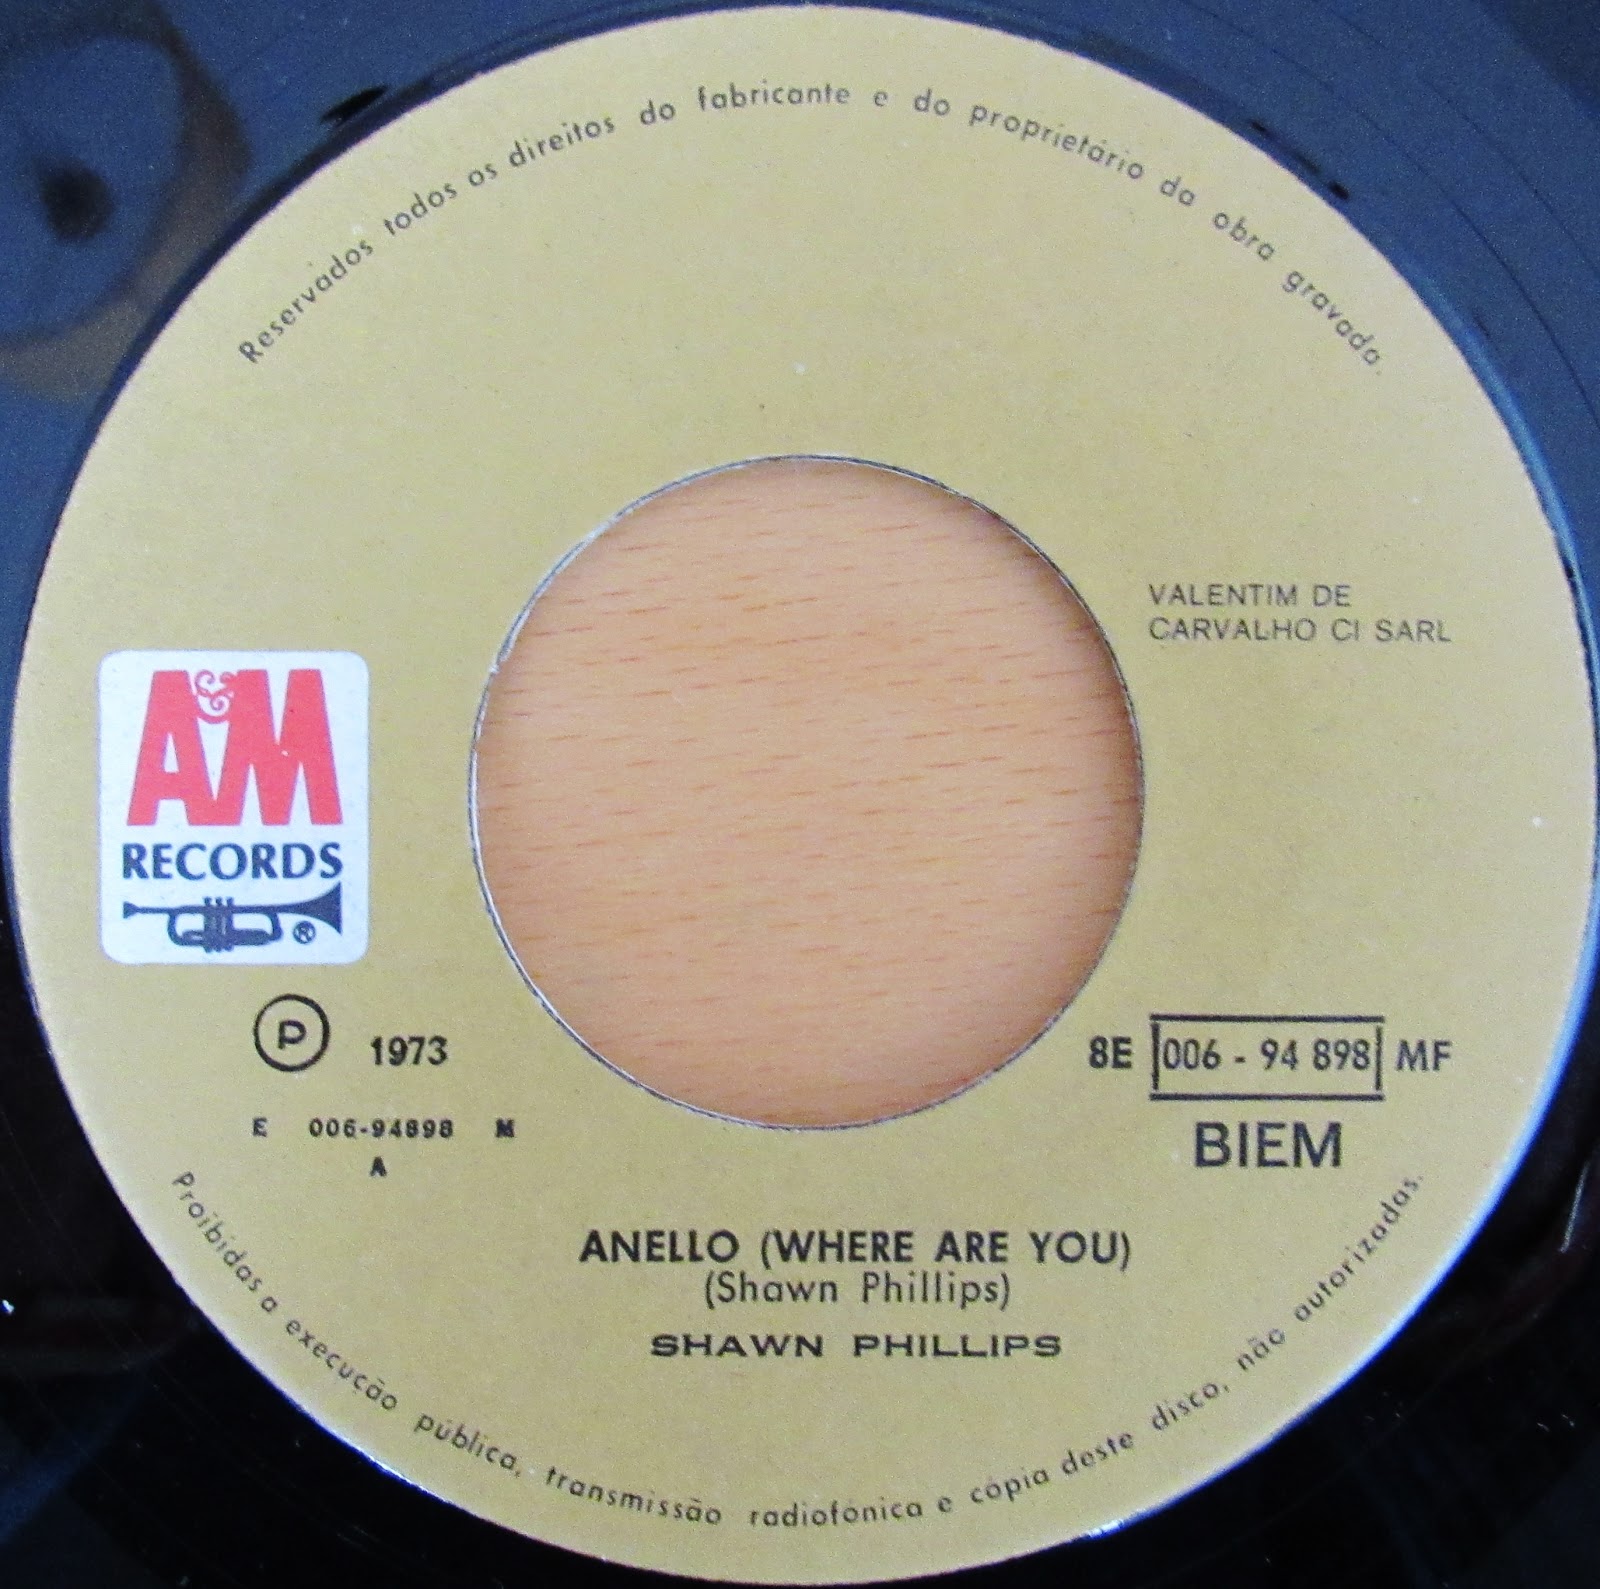 Reservados todos os direitos do fabricante e do proprietário da obra gravada.
VALENTIM DE
CARVALHO CI SARL
A&M
RECORDS
®
Ⓟ 1973
8E 006 - 94 898 MF
BIEM
E 006-94898 M
A
ANELLO (WHERE ARE YOU)
(Shawn Phillips)
SHAWN PHILLIPS
Proibidas a execução pública, transmissão radiofónica e cópia deste disco, não autorizadas.